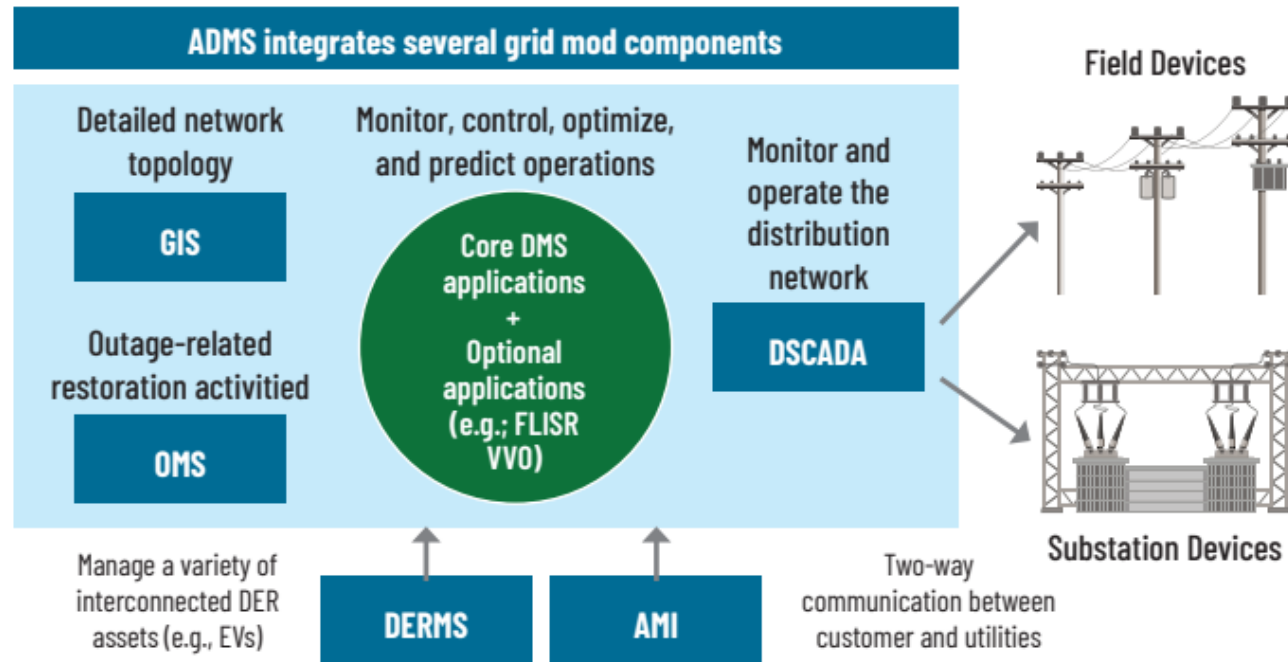 ADMS integrates several grid mod components
Detailed network
topology
GIS
Outage-related
restoration activitied
OMS
Monitor, control, optimize,
and predict operations
Core DMS
applications
+
Optional
applications
(e.g.; FLISR
VVO)
Monitor and
operate the
distribution
network
DSCADA
Field Devices
Substation Devices
Manage a variety of
interconnected DER
assets (e.g., EVs)
DERMS
AMI
Two-way
communication between
customer and utilities